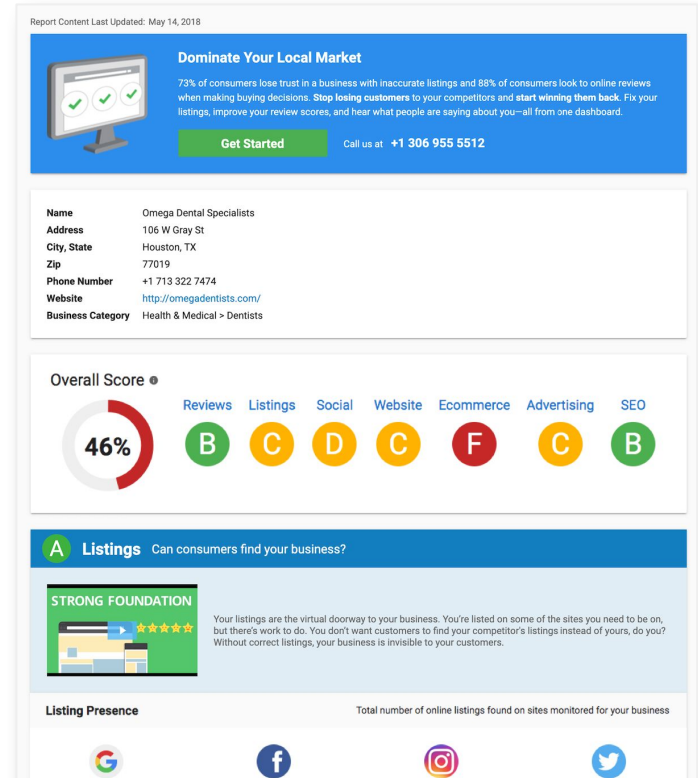 Report Content Last Updated: May 14, 2018
Dominate Your Local Market
73% of consumers lose trust in a business with inaccurate listings and 88% of consumers look to online reviews
when making buying decisions. Stop losing customers to your competitors and start winning them back. Fix your
listings, improve your review scores, and hear what people are saying about you—all from one dashboard.
Get Started Call us at +1 306 955 5512
Name Omega Dental Specialists
Address 106 W Gray St
City, State Houston, TX
Zip 77019
Phone Number +1 713 322 7474
Website http://omegadentists.com/
Business Category Health & Medical > Dentists
Overall Score
Reviews Listings Social Website Ecommerce Advertising SEO
46% B C D C F C B
A Listings Can consumers find your business?
STRONG FOUNDATION
Your listings are the virtual doorway to your business. You're listed on some of the sites you need to be on,
but there's work to do. You don't want customers to find your competitor's listings instead of yours, do you?
Without correct listings, your business is invisible to your customers.
Listing Presence Total number of online listings found on sites monitored for your business